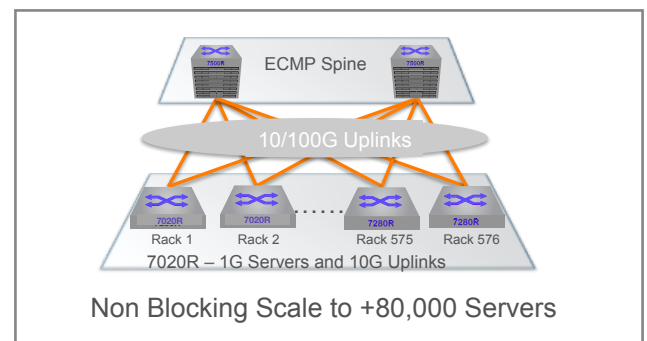 7500R
7500R
ECMP Spine
10/100G Uplinks
7020R
7020R
......
7280R
7280R
Rack 1
Rack 2
Rack 575
Rack 576
7020R – 1G Servers and 10G Uplinks
Non Blocking Scale to +80,000 Servers